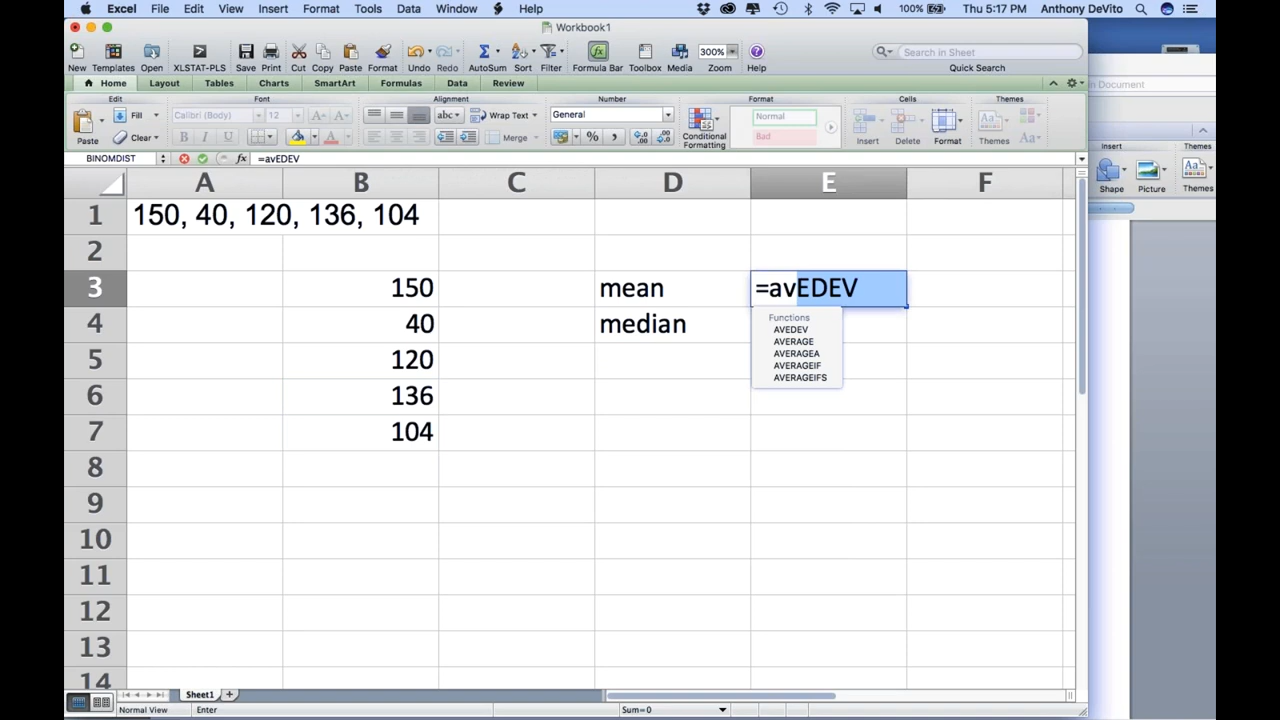 Excel File Edit View Insert Format Tools Data Window Help 100% Thu 5:17 PM Anthony DeVito
Workbook1
New Templates Open XLSTAT-PLS Save Print Cut Copy Paste Format Undo Redo AutoSum Sort Filter Formula Bar Toolbox Media 300% Zoom Help Search in Sheet Quick Search
in Document
Home Layout Tables Charts SmartArt Formulas Data Review
Edit Font Alignment Number Format Cells Themes
Paste Fill Calibri (Body) 12 A A abc Wrap Text General Conditional Formatting Normal Insert Delete Format Themes Aa
Clear B I U A Merge % Bad
Insert Themes
Shape Picture Themes
BINOMDIST fx =avEDEV
A B C D E F
1 150, 40, 120, 136, 104
2
3 150 mean =avEDEV
4 40 median
5 120
6 136
7 104
8
9
10
11
12
13
14
Functions
AVEDEV
AVERAGE
AVERAGEA
AVERAGEIF
AVERAGEIFS
Sheet1
Normal View Enter Sum=0